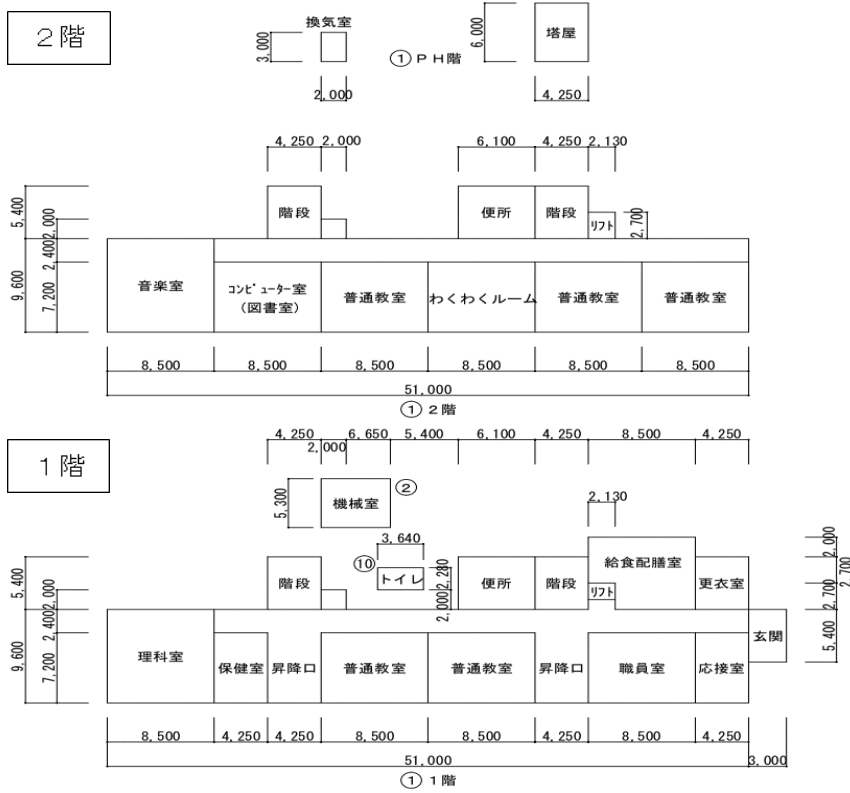 2階
換気室
3,000
2,000
① PH階
6,000
塔屋
4,250
4,250 2,000 6,100 4,250 2,130
5,400
2,000
階段
便所
階段
リフト
2,700
9,600
2,400
7,200
音楽室
コンピューター室
(図書室)
普通教室
わくわくルーム
普通教室
普通教室
8,500 8,500 8,500 8,500 8,500 8,500
51,000
① 2階
1階
4,250 6,650 5,400 6,100 4,250 8,500 4,250
2,000
5,300
機械室
②
2,130
3,640
⑩
トイレ
2,280
2,000
5,400
2,000
階段
便所
階段
給食配膳室
リフト
更衣室
2,000
2,700
2,700
5,400
玄関
9,600
2,400
7,200
理科室
保健室
昇降口
普通教室
普通教室
昇降口
職員室
応接室
8,500 4,250 4,250 8,500 8,500 4,250 8,500 4,250
51,000 3,000
① 1階